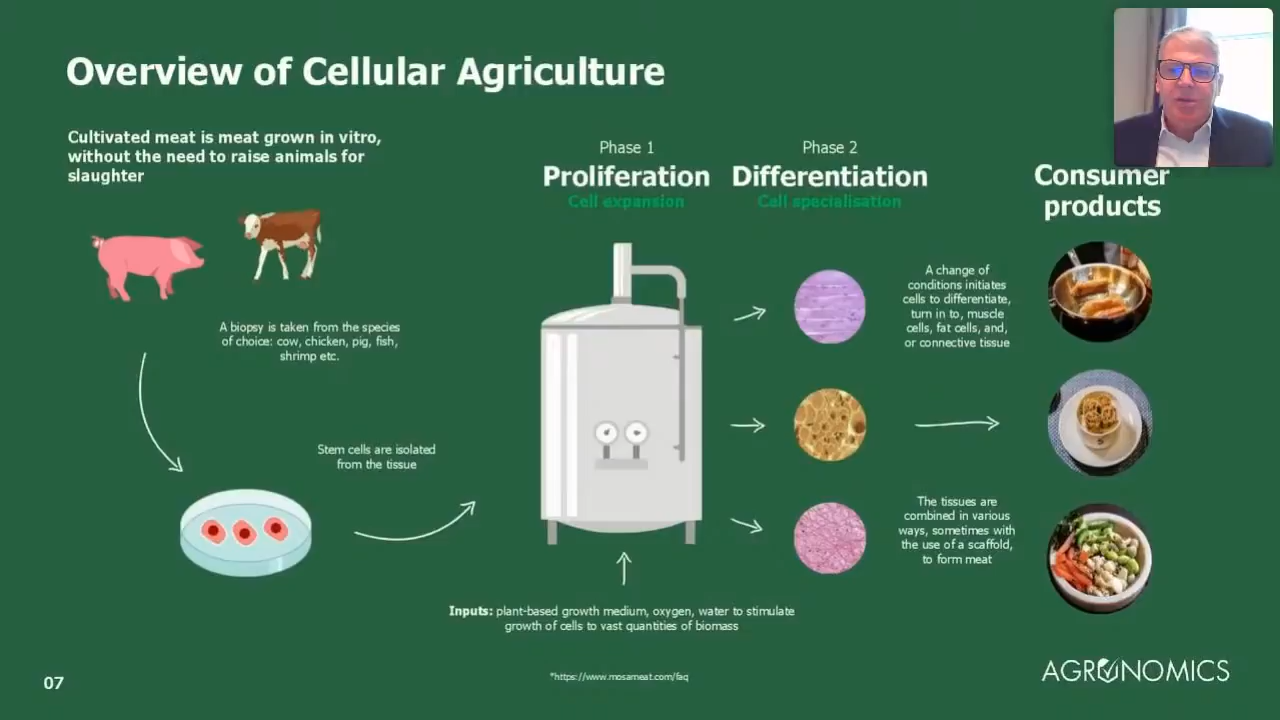 Overview of Cellular Agriculture
Cultivated meat is meat grown in vitro,
without the need to raise animals for
slaughter
A biopsy is taken from the species
of choice: cow, chicken, pig, fish,
shrimp etc.
Stem cells are isolated
from the tissue
Phase 1
Proliferation
Cell expansion
Inputs: plant-based growth medium, oxygen, water to stimulate
growth of cells to vast quantities of biomass
Phase 2
Differentiation
Cell specialisation
A change of
conditions initiates
cells to differentiate,
turn in to, muscle
cells, fat cells, and,
or connective tissue
The tissues are
combined in various
ways, sometimes with
the use of a scaffold,
to form meat
Consumer
products
07
*https://www.mosameat.com/faq
AGRONOMICS